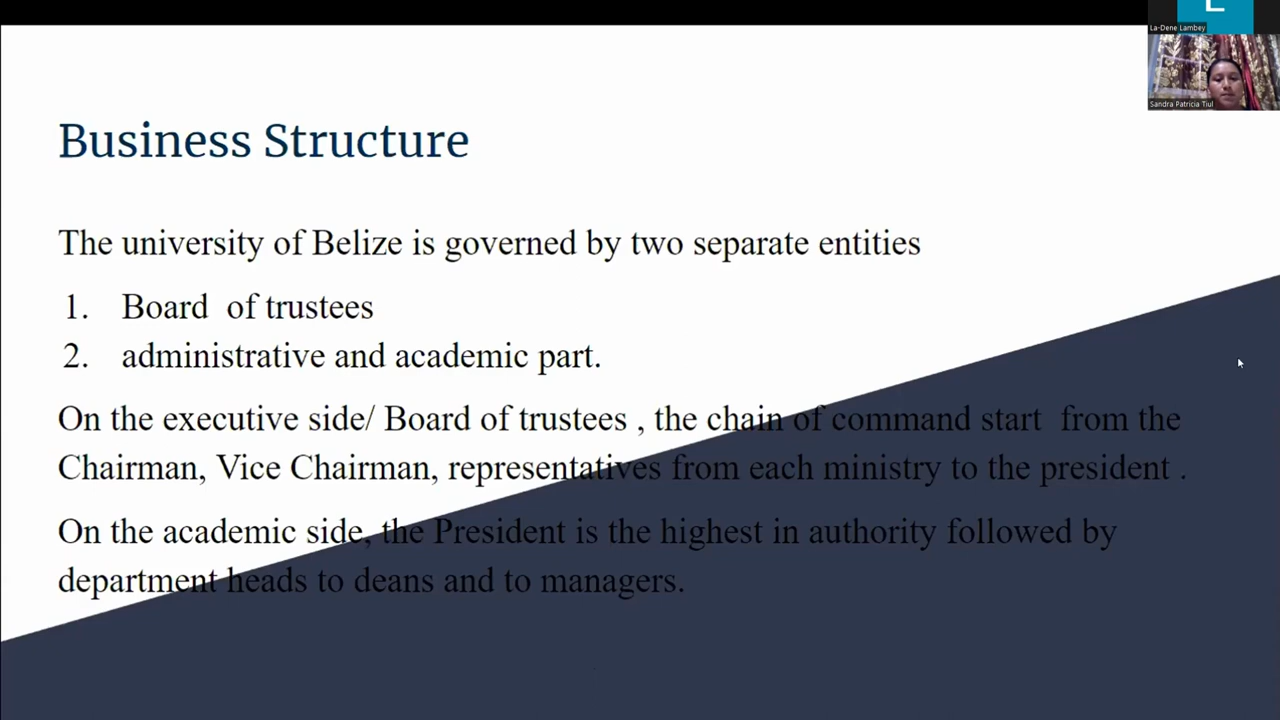 L
La-Dene Lambey
Sandra Patricia Tiul
Business Structure
The university of Belize is governed by two separate entities
1. Board of trustees
2. administrative and academic part.
On the executive side/ Board of trustees , the chain of command start from the
Chairman, Vice Chairman, representatives from each ministry to the president .
On the academic side, the President is the highest in authority followed by
department heads to deans and to managers.